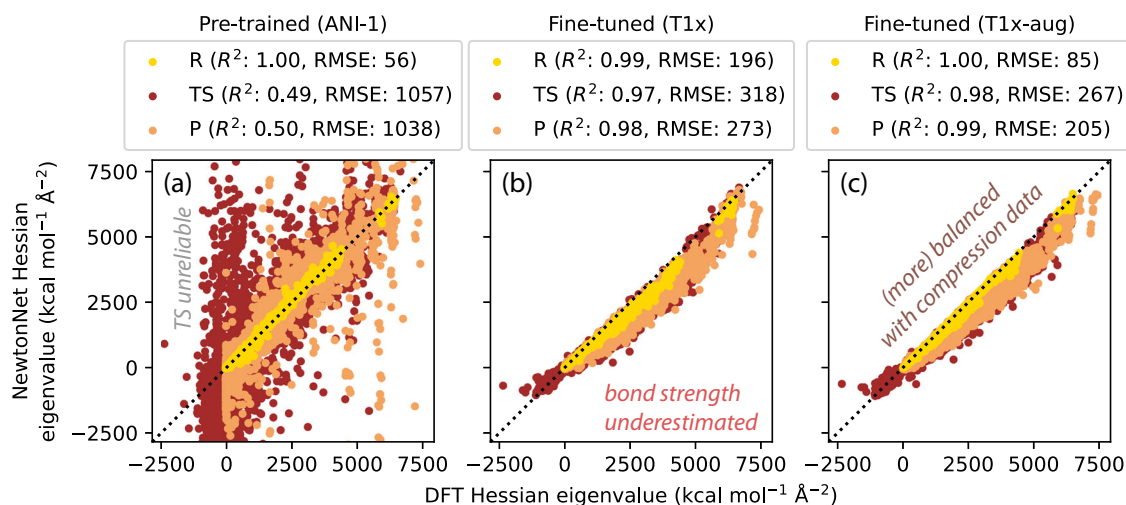 Pre-trained (ANI-1)
R (R²: 1.00, RMSE: 56)
TS (R²: 0.49, RMSE: 1057)
P (R²: 0.50, RMSE: 1038)
Fine-tuned (T1x)
R (R²: 0.99, RMSE: 196)
TS (R²: 0.97, RMSE: 318)
P (R²: 0.98, RMSE: 273)
Fine-tuned (T1x-aug)
R (R²: 1.00, RMSE: 85)
TS (R²: 0.98, RMSE: 267)
P (R²: 0.99, RMSE: 205)
NewtonNet Hessian
eigenvalue (kcal mol⁻¹ Å⁻²)
7500
5000
2500
0
−2500
(a)
TS unreliable
−2500 0 2500 5000 7500
(b)
bond strength
underestimated
−2500 0 2500 5000 7500
(c)
(more) balanced
with compression data
−2500 0 2500 5000 7500
DFT Hessian eigenvalue (kcal mol⁻¹ Å⁻²)